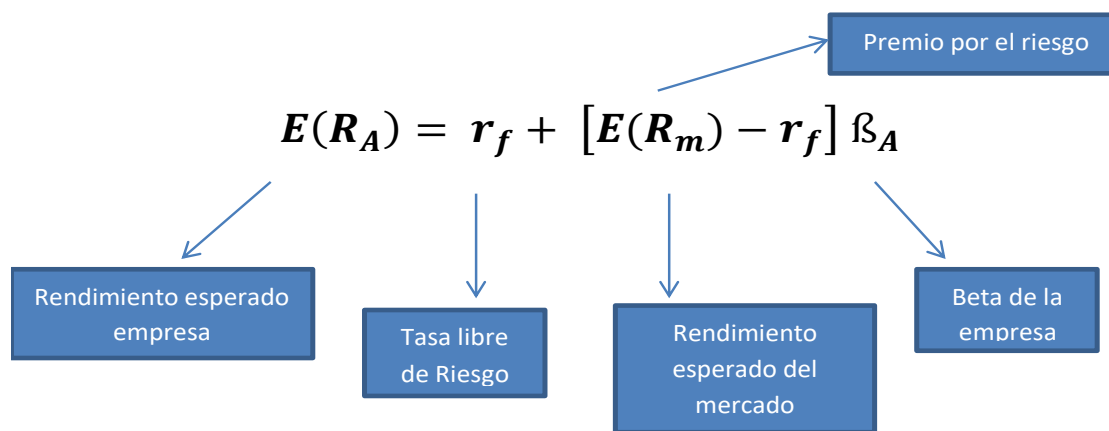 Premio por el riesgo
E(R_A) = r_f + [E(R_m) − r_f] ß_A
Rendimiento esperado
empresa
Tasa libre
de Riesgo
Rendimiento
esperado del
mercado
Beta de la
empresa